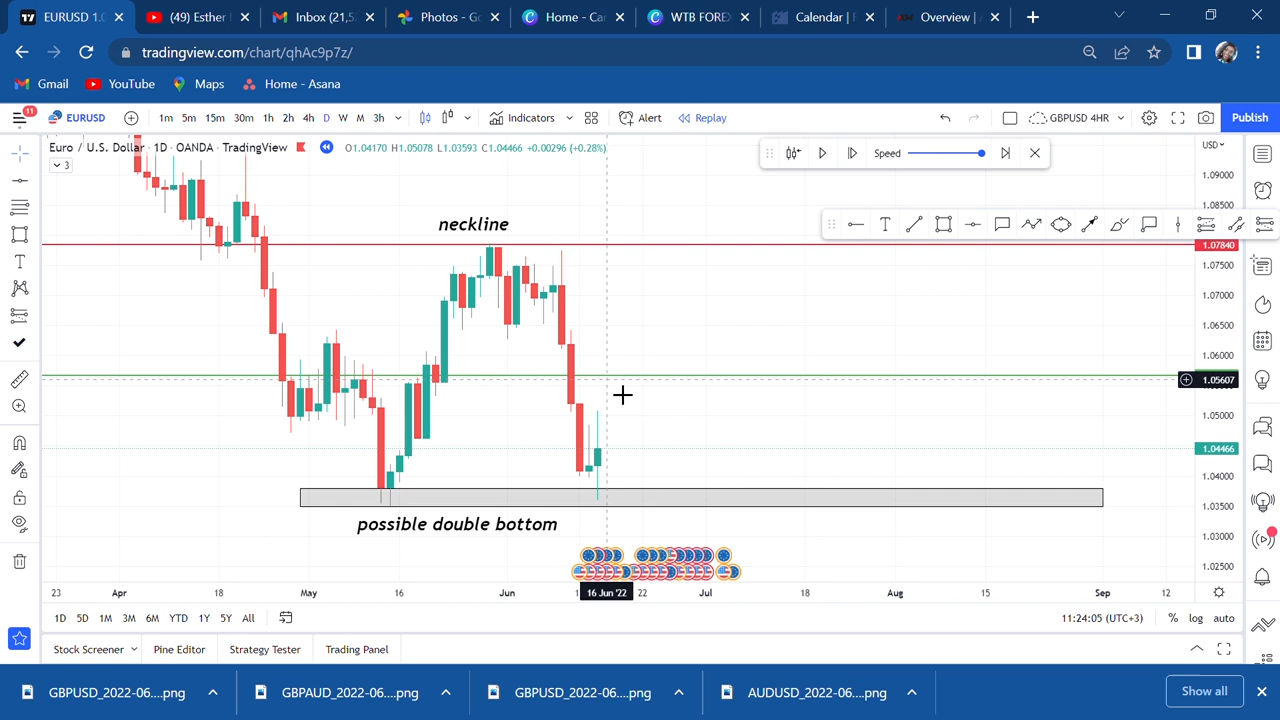 EURUSD 1.0
(49) Esther
Inbox (21,5
Photos - Go
Home - Can
WTB FOREX
Calendar | F
Overview | A
tradingview.com/chart/qhAc9p7z/
Gmail
YouTube
Maps
Home - Asana
11
EURUSD
1m 5m 15m 30m 1h 2h 4h D W M 3h
Indicators
Alert
Replay
GBPUSD 4HR
Publish
Euro / U.S. Dollar · 1D · OANDA · TradingView
O1.04170 H1.05078 L1.03593 C1.04466 +0.00296 (+0.28%)
3
Speed
USD
1.09000
1.08500
neckline
1.07840
1.07500
1.07000
1.06500
1.06000
1.05607
1.05000
1.04466
1.04000
1.03500
possible double bottom
1.03000
1.02500
23 Apr 18 May 16 Jun 16 Jun '22 22 Jul 18 Aug 15 Sep 12
1D 5D 1M 3M 6M YTD 1Y 5Y All
11:24:05 (UTC+3)
% log auto
Stock Screener
Pine Editor
Strategy Tester
Trading Panel
GBPUSD_2022-06....png
GBPAUD_2022-06....png
GBPUSD_2022-06....png
AUDUSD_2022-06....png
Show all